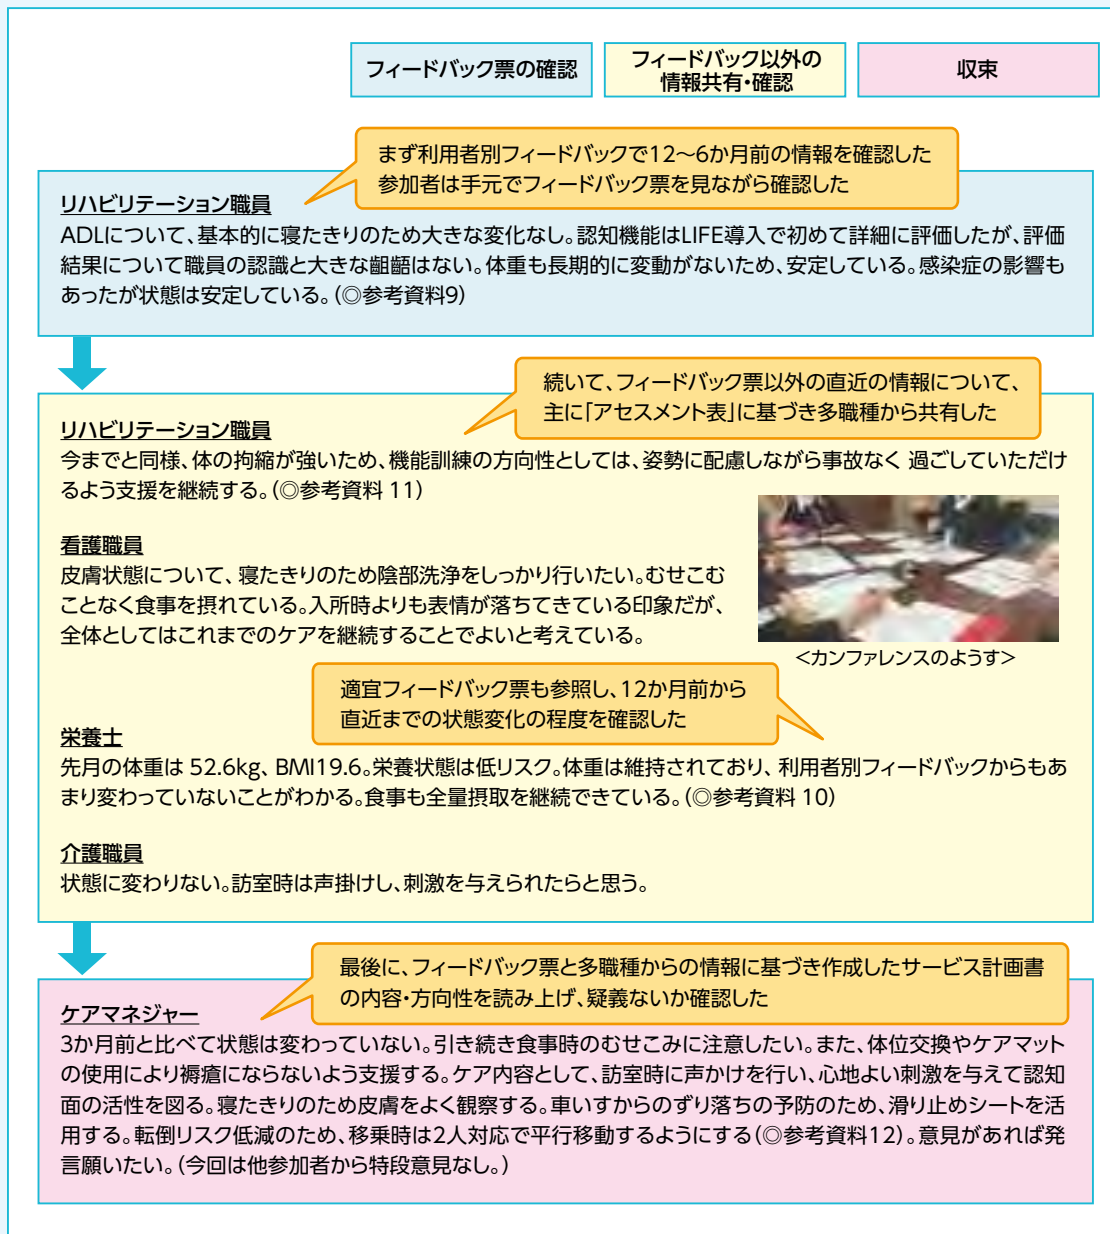 フィードバック票の確認
フィードバック以外の
情報共有・確認
収束
まず利用者別フィードバックで12〜6か月前の情報を確認した
参加者は手元でフィードバック票を見ながら確認した
リハビリテーション職員
ADLについて、基本的に寝たきりのため大きな変化なし。認知機能はLIFE導入で初めて詳細に評価したが、評価
結果について職員の認識と大きな齟齬はない。体重も長期的に変動がないため、安定している。感染症の影響も
あったが状態は安定している。(◎参考資料9)
続いて、フィードバック票以外の直近の情報について、
主に「アセスメント表」に基づき多職種から共有した
リハビリテーション職員
今までと同様、体の拘縮が強いため、機能訓練の方向性としては、姿勢に配慮しながら事故なく 過ごしていただけ
るよう支援を継続する。(◎参考資料 11)
看護職員
皮膚状態について、寝たきりのため陰部洗浄をしっかり行いたい。むせこむ
ことなく食事を摂れている。入所時よりも表情が落ちてきている印象だが、
全体としてはこれまでのケアを継続することでよいと考えている。
<カンファレンスのようす>
適宜フィードバック票も参照し、12か月前から
直近までの状態変化の程度を確認した
栄養士
先月の体重は 52.6kg、BMI19.6。栄養状態は低リスク。体重は維持されており、利用者別フィードバックからもあ
まり変わっていないことがわかる。食事も全量摂取を継続できている。(◎参考資料 10)
介護職員
状態に変わりない。訪室時は声掛けし、刺激を与えられたらと思う。
最後に、フィードバック票と多職種からの情報に基づき作成したサービス計画書
の内容・方向性を読み上げ、疑義ないか確認した
ケアマネジャー
3か月前と比べて状態は変わっていない。引き続き食事時のむせこみに注意したい。また、体位交換やケアマット
の使用により褥瘡にならないよう支援する。ケア内容として、訪室時に声かけを行い、心地よい刺激を与えて認知
面の活性を図る。寝たきりのため皮膚をよく観察する。車いすからのずり落ちの予防のため、滑り止めシートを活
用する。転倒リスク低減のため、移乗時は2人対応で平行移動するようにする(◎参考資料12)。意見があれば発
言願いたい。(今回は他参加者から特段意見なし。)